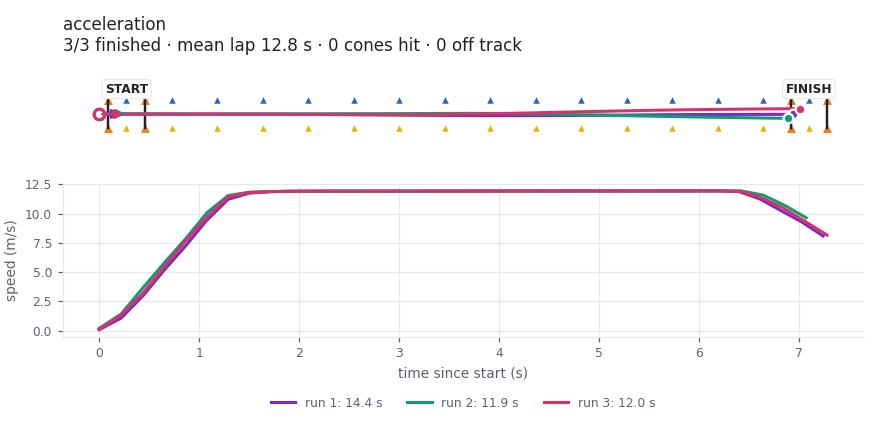 acceleration
3/3 finished · mean lap 12.8 s · 0 cones hit · 0 off track
START
FINISH
12.5
10.0
7.5
5.0
2.5
0.0
speed (m/s)
0 1 2 3 4 5 6 7
time since start (s)
run 1: 14.4 s run 2: 11.9 s run 3: 12.0 s